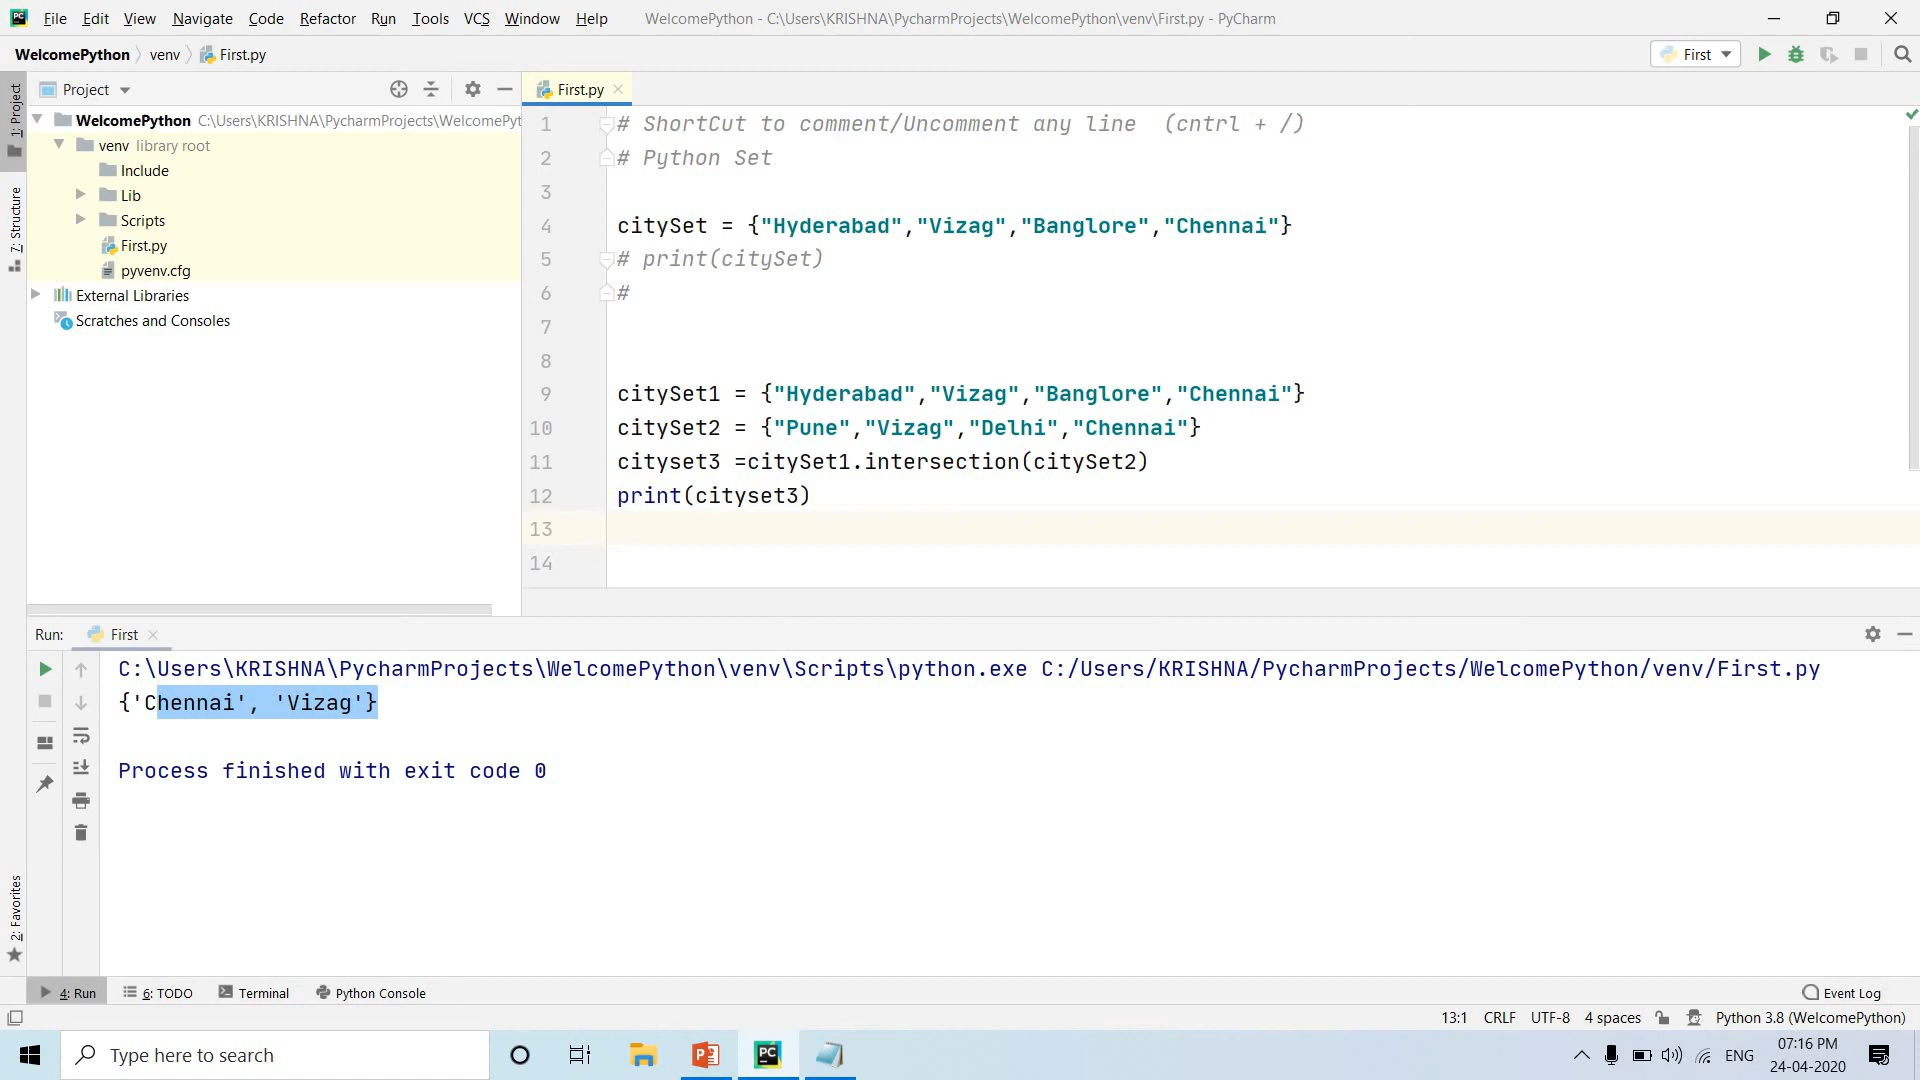 File Edit View Navigate Code Refactor Run Tools VCS Window Help WelcomePython - C:\Users\KRISHNA\PycharmProjects\WelcomePython\venv\First.py - PyCharm
WelcomePython venv First.py First
1: Project
7: Structure
2: Favorites
Project
WelcomePython C:\Users\KRISHNA\PycharmProjects\WelcomePyt
venv library root
Include
Lib
Scripts
First.py
pyvenv.cfg
External Libraries
Scratches and Consoles
First.py
1 # ShortCut to comment/Uncomment any line (cntrl + /)
2 # Python Set
3
4 citySet = {"Hyderabad","Vizag","Banglore","Chennai"}
5 # print(citySet)
6 #
7
8
9 citySet1 = {"Hyderabad","Vizag","Banglore","Chennai"}
10 citySet2 = {"Pune","Vizag","Delhi","Chennai"}
11 cityset3 =citySet1.intersection(citySet2)
12 print(cityset3)
13
14
Run: First
C:\Users\KRISHNA\PycharmProjects\WelcomePython\venv\Scripts\python.exe C:/Users/KRISHNA/PycharmProjects/WelcomePython/venv/First.py
{'Chennai', 'Vizag'}
Process finished with exit code 0
4: Run 6: TODO Terminal Python Console Event Log
13:1 CRLF UTF-8 4 spaces Python 3.8 (WelcomePython)
Type here to search
ENG
07:16 PM
24-04-2020